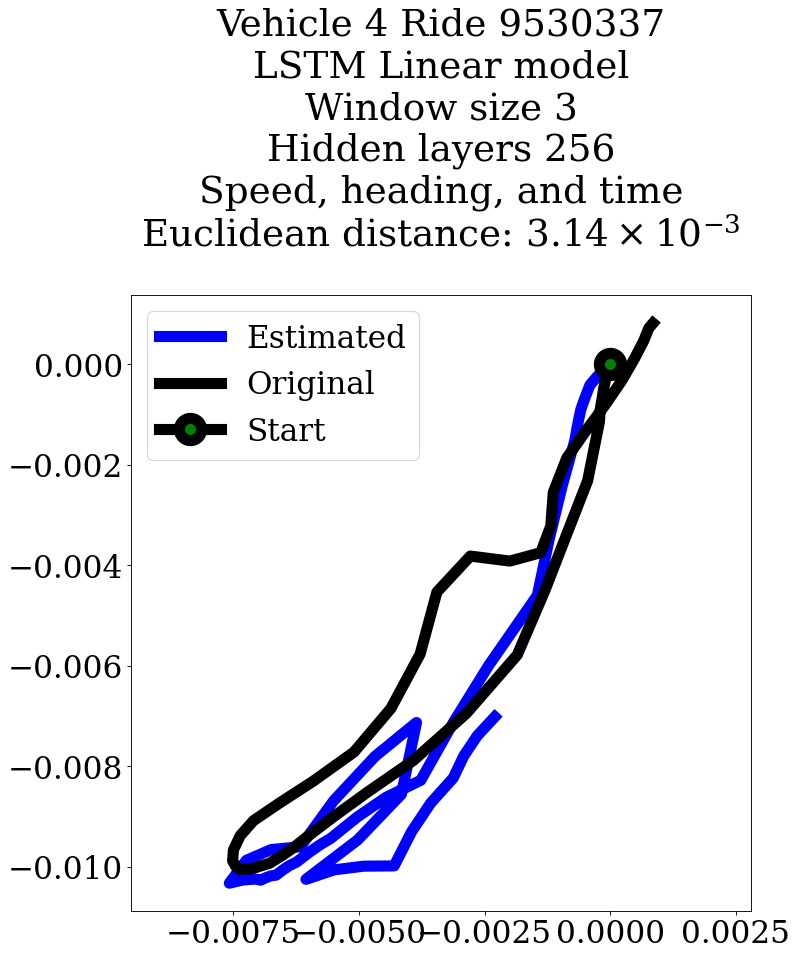 Vehicle 4 Ride 9530337
LSTM Linear model
Window size 3
Hidden layers 256
Speed, heading, and time
Euclidean distance: 3.14 × 10⁻³
Estimated
Original
Start
0.000
−0.002
−0.004
−0.006
−0.008
−0.010
−0.0075 −0.0050 −0.0025 0.0000 0.0025